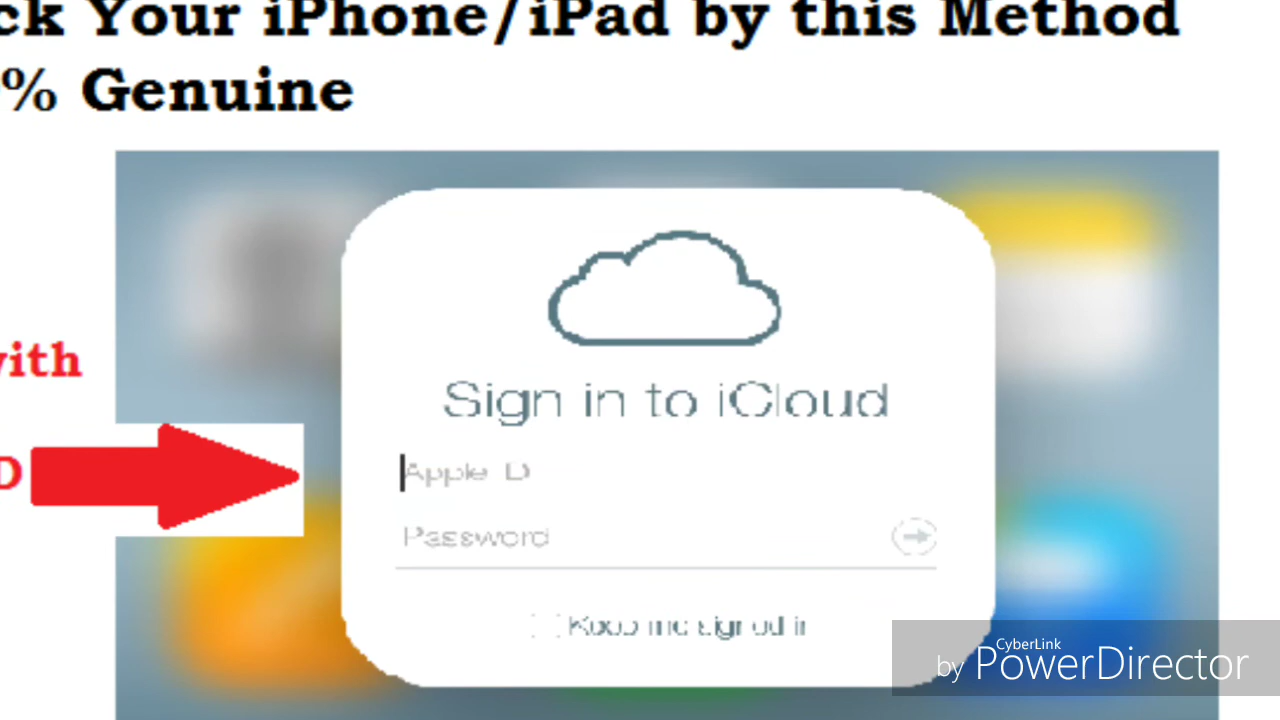 ck Your iPhone/iPad by this Method
% Genuine
with
D
Sign in to iCloud
Apple ID
Password
Keep me signed in
CyberLink
by PowerDirector